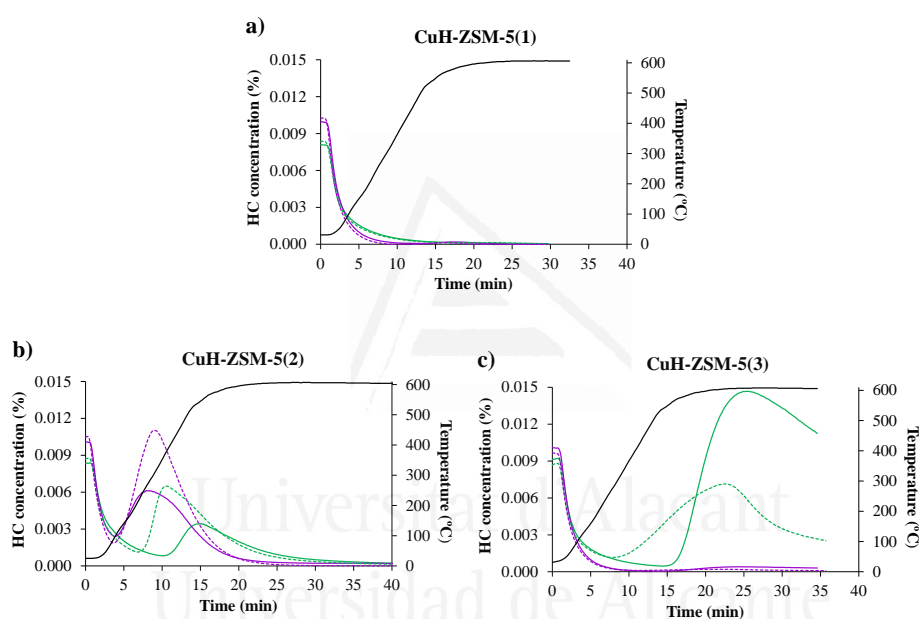 a)
CuH-ZSM-5(1)
HC concentration (%)
0.015
0.012
0.009
0.006
0.003
0.000
600
500
400
300
200
100
0
Temperature (ºC)
0 5 10 15 20 25 30 35 40
Time (min)
b)
CuH-ZSM-5(2)
HC concentration (%)
0.015
0.012
0.009
0.006
0.003
0.000
600
500
400
300
200
100
0
Temperature (ºC)
0 5 10 15 20 25 30 35 40
Time (min)
c)
CuH-ZSM-5(3)
HC concentration (%)
0.015
0.012
0.009
0.006
0.003
0.000
600
500
400
300
200
100
0
Temperature (ºC)
0 5 10 15 20 25 30 35 40
Time (min)
Universitat d'Alacant
Universidad de Alicante